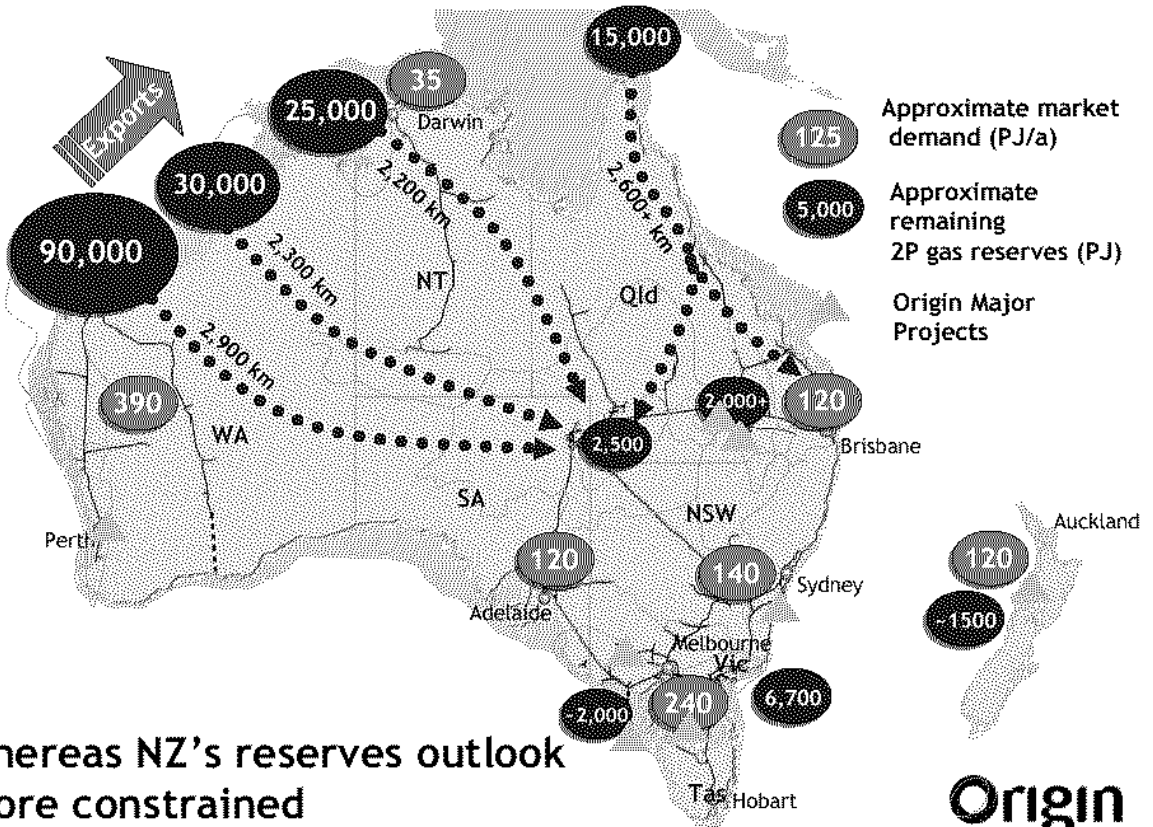 15,000
35
25,000
Darwin
Exports
Approximate market
demand (PJ/a)
125
2,200 km
2,600+ km
30,000
Approximate
remaining
2P gas reserves (PJ)
5,000
90,000
2,300 km
NT
Qld
Origin Major
Projects
2,900 km
390
WA
2,000+
120
2,500
Brisbane
SA
NSW
Perth
Auckland
120
140
120
Sydney
Adelaide
~1500
Melbourne
Vic
240
6,700
~2,000
hereas NZ's reserves outlook
ore constrained
Tas
Hobart
Origin